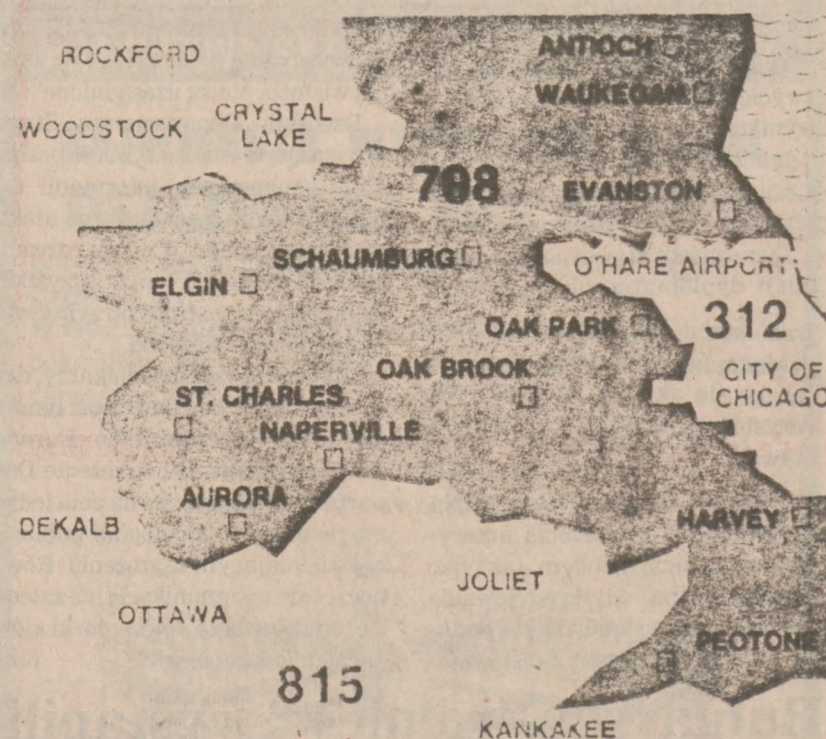 ANTIOCH
ROCKFORD
WAUKEGAN
CRYSTAL
LAKE
WOODSTOCK
708
EVANSTON
SCHAUMBURG
O'HARE AIRPORT
ELGIN
312
OAK PARK
OAK BROOK
CITY OF
CHICAGO
ST. CHARLES
NAPERVILLE
AURORA
HARVEY
DEKALB
JOLIET
OTTAWA
PEOTONE
815
KANKAKEE